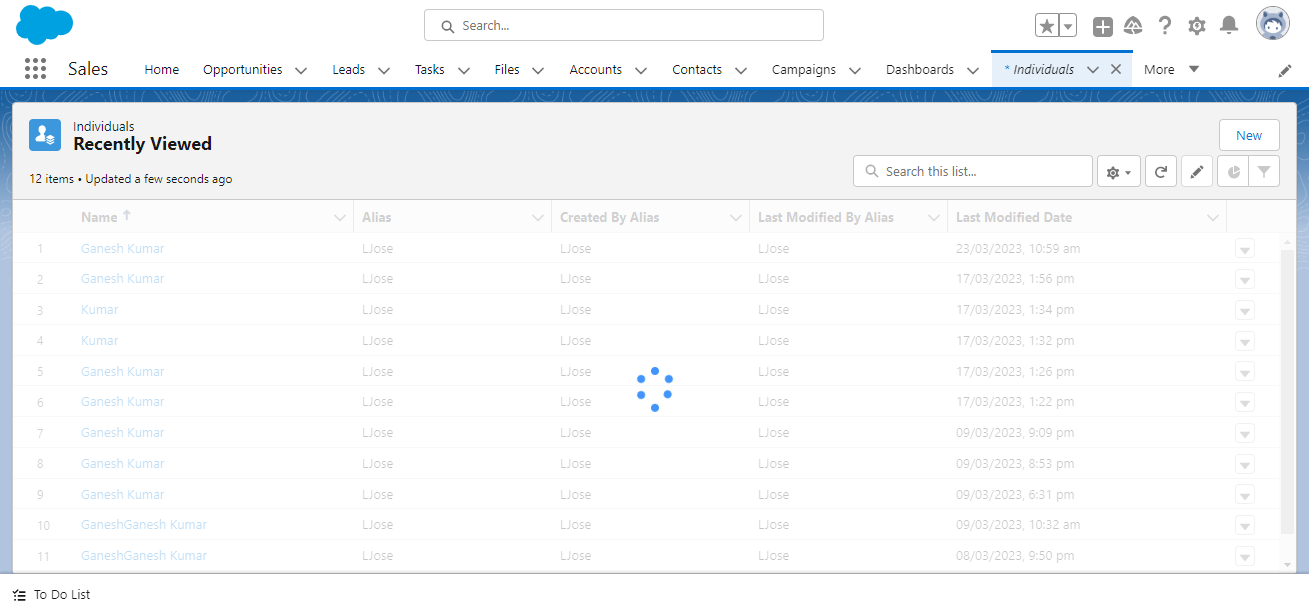 Search...
Sales Home Opportunities Leads Tasks Files Accounts Contacts Campaigns Dashboards * Individuals More
Individuals
Recently Viewed
New
12 items • Updated a few seconds ago
Search this list...
Name Alias Created By Alias Last Modified By Alias Last Modified Date
1 Ganesh Kumar LJose LJose LJose 23/03/2023, 10:59 am
2 Ganesh Kumar LJose LJose LJose 17/03/2023, 1:56 pm
3 Kumar LJose LJose LJose 17/03/2023, 1:34 pm
4 Kumar LJose LJose LJose 17/03/2023, 1:32 pm
5 Ganesh Kumar LJose LJose LJose 17/03/2023, 1:26 pm
6 Ganesh Kumar LJose LJose LJose 17/03/2023, 1:22 pm
7 Ganesh Kumar LJose LJose LJose 09/03/2023, 9:09 pm
8 Ganesh Kumar LJose LJose LJose 09/03/2023, 8:53 pm
9 Ganesh Kumar LJose LJose LJose 09/03/2023, 6:31 pm
10 GaneshGanesh Kumar LJose LJose LJose 09/03/2023, 10:32 am
11 GaneshGanesh Kumar LJose LJose LJose 08/03/2023, 9:50 pm
To Do List